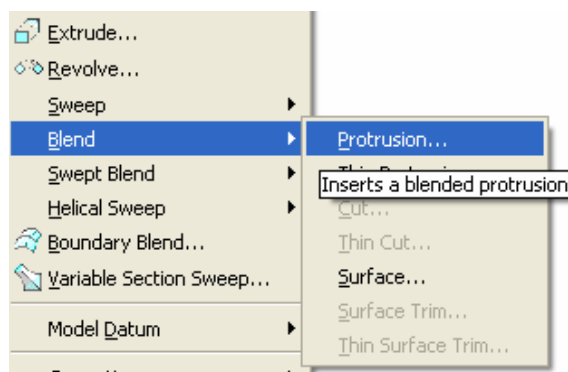 Extrude...
Revolve...
Sweep
Blend
Swept Blend
Helical Sweep
Boundary Blend...
Variable Section Sweep...
Model Datum
Protrusion...
Inserts a blended protrusion
Cut...
Thin Cut...
Surface...
Surface Trim...
Thin Surface Trim...